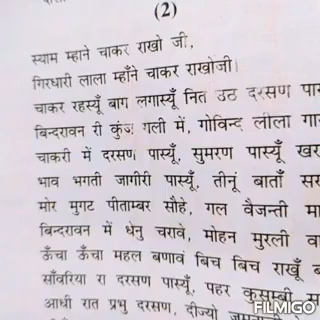 (2)
स्याम म्हाने चाकर राखो जी,
गिरधारी लाला म्हाँने चाकर राखोजी।
चाकर रहस्यूँ बाग लगास्यूँ नित उठ दरसण
बिन्दरावन री कुंज गली में, गोविन्द लीला
चाकरी में दरसण पास्यूँ, सुमरण पास्यूँ
भाव भगती जागीरी पास्यूँ, तीनूं बाताँ
मोर मुगट पीताम्बर सौहे, गल वैजन्ती
बिन्दरावन में धेनु चरावे, मोहन मुरली
ऊँचा ऊँचा महल बणावं बिच बिच राखूँ
साँवरिया रा दरसण पास्यूँ, पहर कुसुम्बी
आधी रात प्रभु दरसण, दीज्यो
FILMIGO